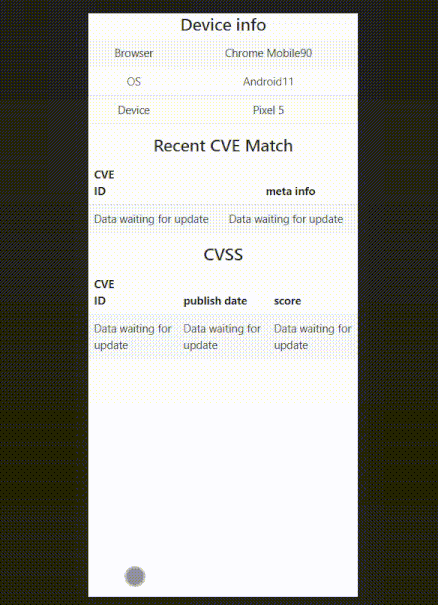 Device info
Browser Chrome Mobile90
OS Android11
Device Pixel 5
Recent CVE Match
CVE
ID meta info
Data waiting for update Data waiting for update
CVSS
CVE
ID publish date score
Data waiting for Data waiting for Data waiting for
update update update